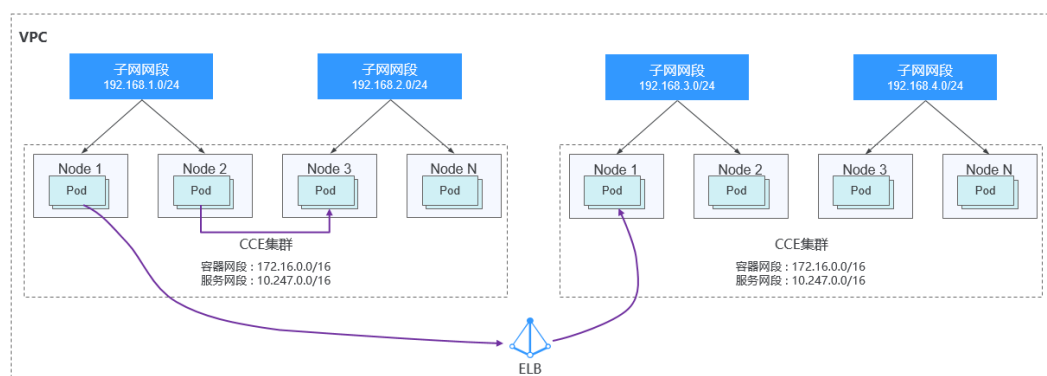 VPC
子网网段
192.168.1.0/24
子网网段
192.168.2.0/24
子网网段
192.168.3.0/24
子网网段
192.168.4.0/24
Node 1
Pod
Node 2
Pod
Node 3
Pod
Node N
Pod
CCE集群
容器网段 : 172.16.0.0/16
服务网段 : 10.247.0.0/16
Node 1
Pod
Node 2
Pod
Node 3
Pod
Node N
Pod
CCE集群
容器网段 : 172.16.0.0/16
服务网段 : 10.247.0.0/16
ELB